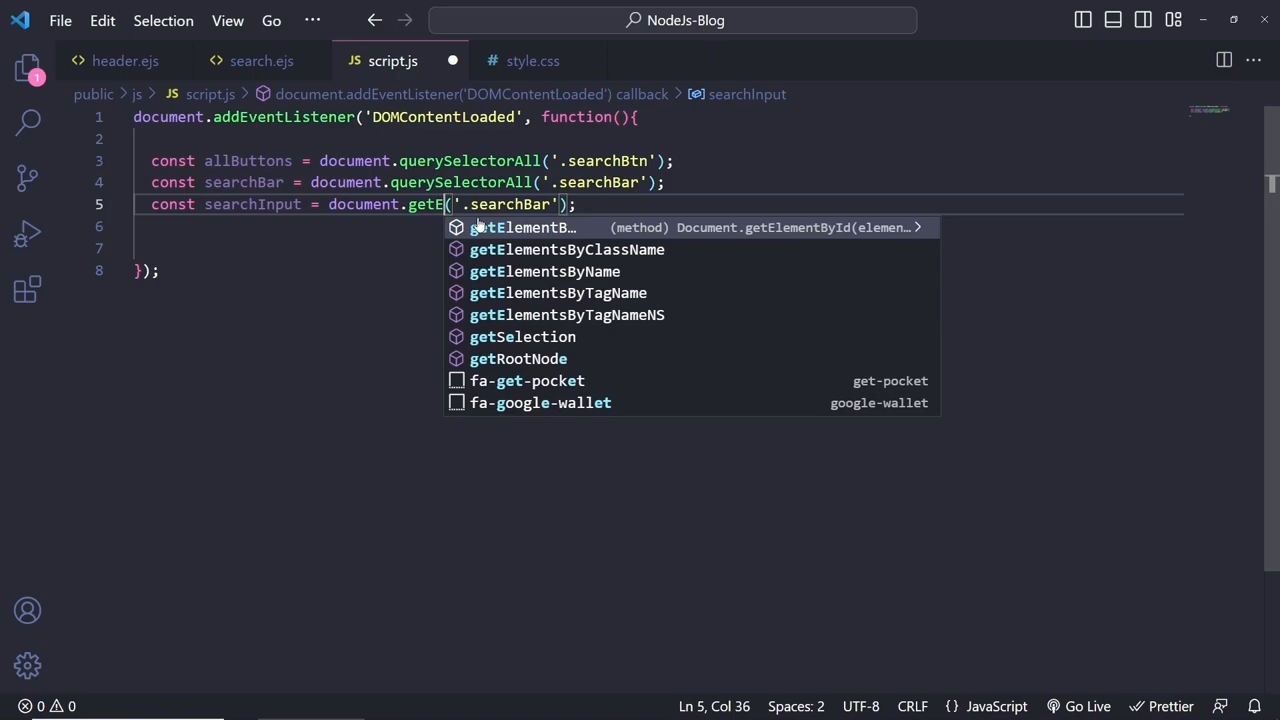 File Edit Selection View Go ··· NodeJs-Blog
1
header.ejs search.ejs JS script.js # style.css
public > js > JS script.js > document.addEventListener('DOMContentLoaded') callback > searchInput
1 document.addEventListener('DOMContentLoaded', function(){
2
3 const allButtons = document.querySelectorAll('.searchBtn');
4 const searchBar = document.querySelectorAll('.searchBar');
5 const searchInput = document.getE('.searchBar');
6
7
8 });
getElementB… (method) Document.getElementById(elemen…
getElementsByClassName
getElementsByName
getElementsByTagName
getElementsByTagNameNS
getSelection
getRootNode
fa-get-pocket get-pocket
fa-google-wallet google-wallet
0 0 Ln 5, Col 36 Spaces: 2 UTF-8 CRLF {} JavaScript Go Live Prettier